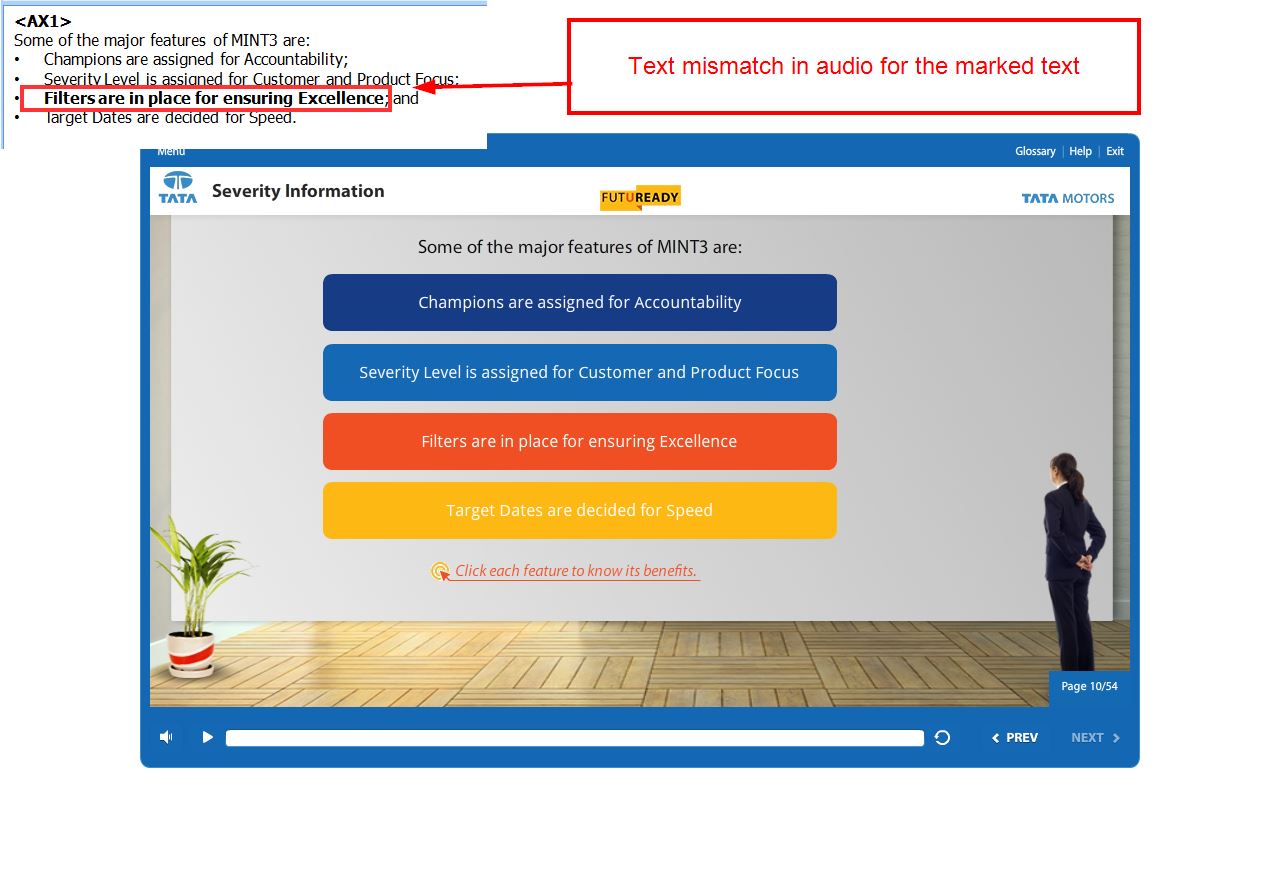 <AX1>
Some of the major features of MINT3 are:
• Champions are assigned for Accountability;
• Severity Level is assigned for Customer and Product Focus;
• Filters are in place for ensuring Excellence; and
• Target Dates are decided for Speed.
Text mismatch in audio for the marked text
Menu
Glossary | Help | Exit
TATA
Severity Information
FUTUREADY
TATA MOTORS
Some of the major features of MINT3 are:
Champions are assigned for Accountability
Severity Level is assigned for Customer and Product Focus
Filters are in place for ensuring Excellence
Target Dates are decided for Speed
Click each feature to know its benefits.
Page 10/54
PREV
NEXT